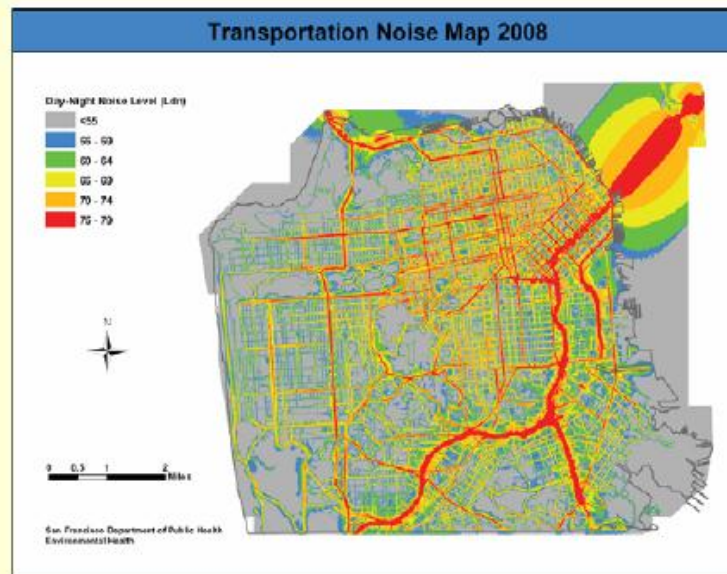 Transportation Noise Map 2008
Day-Night Noise Level (Ldn)
<55
55 - 59
60 - 64
65 - 69
70 - 74
75 - 79
N
0 0.5 1 2
Miles
San Francisco Department of Public Health
Environmental Health